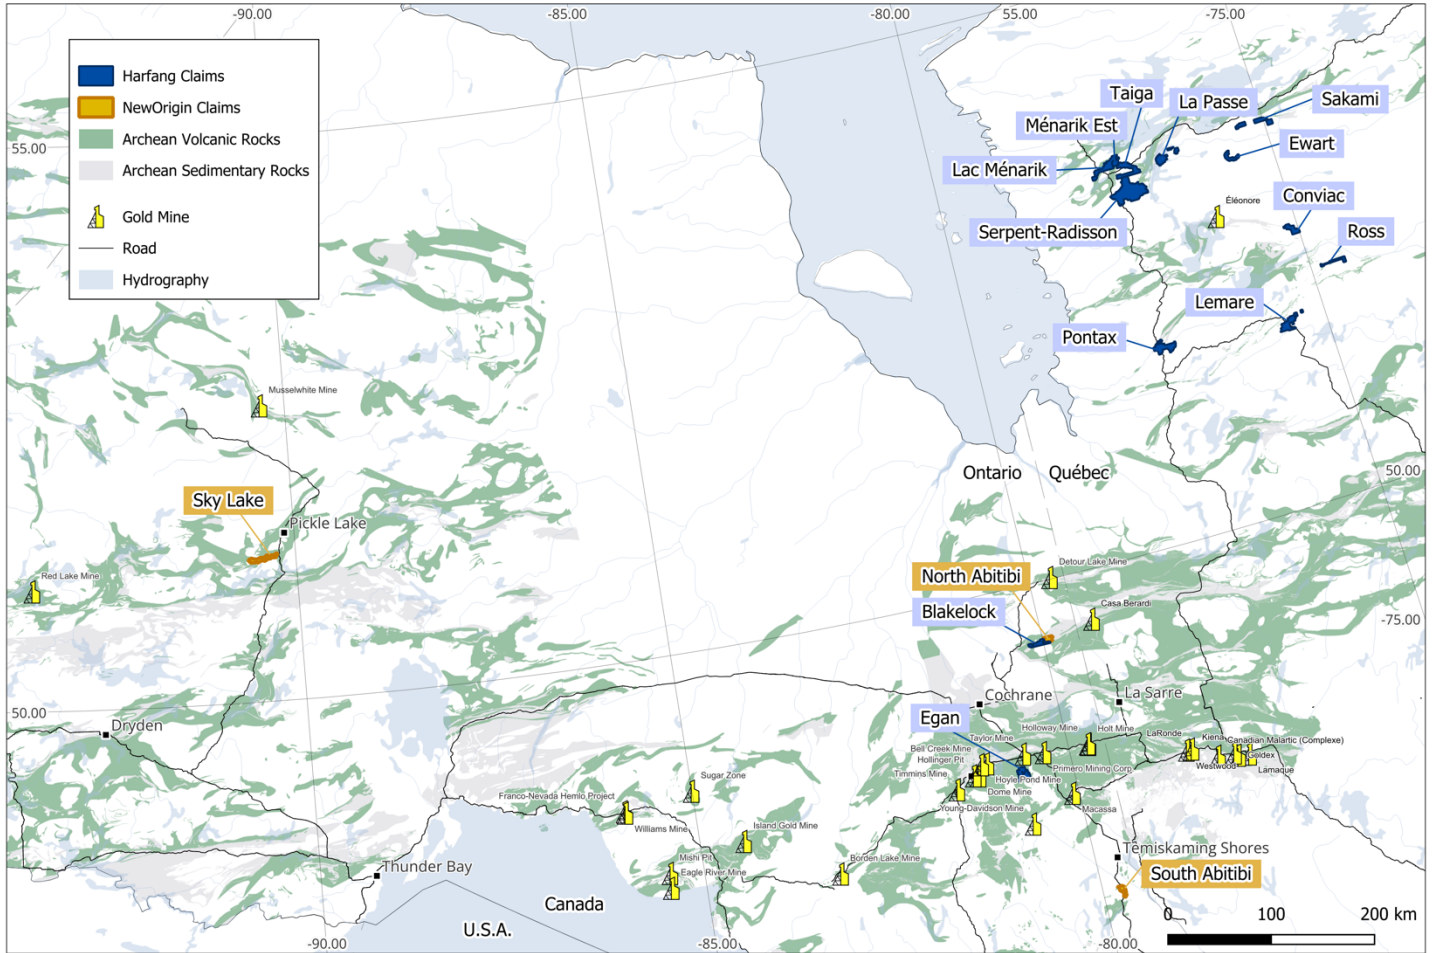 -90.00
-85.00
-80.00
55.00
-75.00
Harfang Claims
NewOrigin Claims
Archean Volcanic Rocks
Archean Sedimentary Rocks
Gold Mine
Road
Hydrography
55.00
Taiga
La Passe
Sakami
Ménarik Est
Ewart
Lac Ménarik
Éléonore
Conviac
Serpent-Radisson
Ross
Lemare
Pontax
Musselwhite Mine
Ontario
Québec
50.00
Sky Lake
Pickle Lake
Red Lake Mine
Detour Lake Mine
North Abitibi
Casa Berardi
Blakelock
-75.00
50.00
Dryden
Cochrane
La Sarre
Egan
Holloway Mine
Holt Mine
Taylor Mine
LaRonde
Kiena
Canadian Malartic (Complexe)
Bell Creek Mine
Hollinger Pit
Goldex
Timmins Mine
Primero Mining Corp
Westwood
Lamaque
Hoyle Pond Mine
Sugar Zone
Dome Mine
Franco-Nevada Hemlo Project
Young-Davidson Mine
Macassa
Williams Mine
Island Gold Mine
Mishi Pit
Borden Lake Mine
Témiskaming Shores
Thunder Bay
Eagle River Mine
South Abitibi
Canada
U.S.A.
0
100
200 km
-90.00
-85.00
-80.00